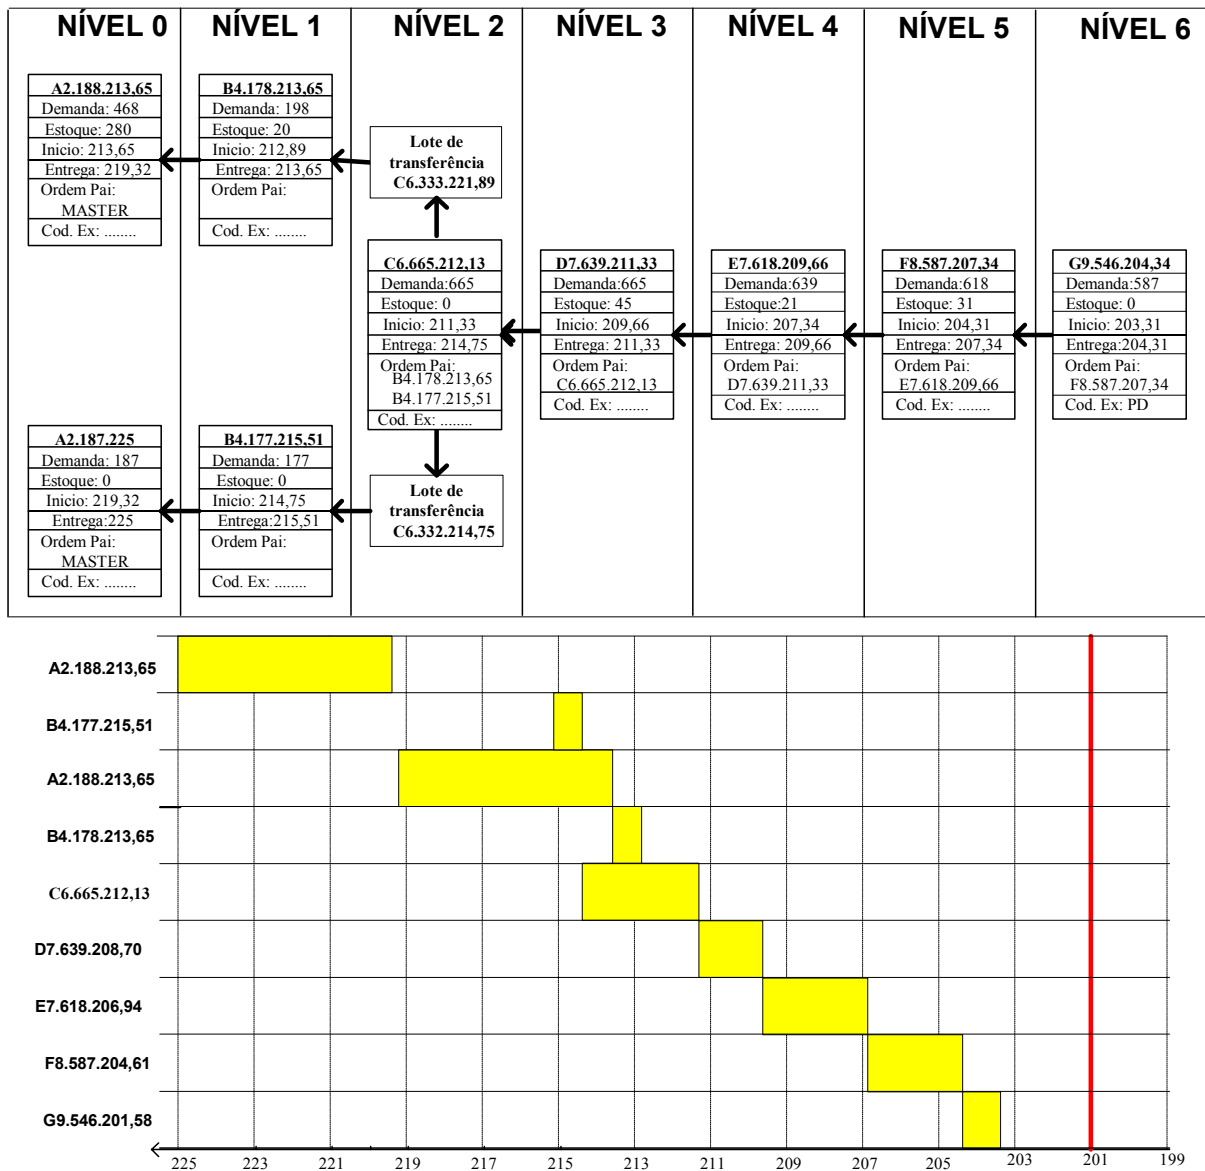 NÍVEL 0
NÍVEL 1
NÍVEL 2
NÍVEL 3
NÍVEL 4
NÍVEL 5
NÍVEL 6
A2.188.213,65
Demanda: 468
Estoque: 280
Inicio: 213,65
Entrega: 219,32
Ordem Pai:
MASTER
Cod. Ex: ........
B4.178.213,65
Demanda: 198
Estoque: 20
Inicio: 212,89
Entrega: 213,65
Ordem Pai:
Cod. Ex: ........
Lote de
transferência
C6.333.221,89
C6.665.212,13
Demanda:665
Estoque: 0
Inicio: 211,33
Entrega: 214,75
Ordem Pai:
B4.178.213,65
B4.177.215,51
Cod. Ex: ........
D7.639.211,33
Demanda:665
Estoque: 45
Inicio: 209,66
Entrega: 211,33
Ordem Pai:
C6.665.212,13
Cod. Ex: ........
E7.618.209,66
Demanda:639
Estoque:21
Inicio: 207,34
Entrega: 209,66
Ordem Pai:
D7.639.211,33
Cod. Ex: ........
F8.587.207,34
Demanda: 618
Estoque: 31
Inicio: 204,31
Entrega: 207,34
Ordem Pai:
E7.618.209,66
Cod. Ex: ........
G9.546.204,34
Demanda:587
Estoque: 0
Inicio: 203,31
Entrega:204,31
Ordem Pai:
F8.587.207,34
Cod. Ex: PD
A2.187.225
Demanda: 187
Estoque: 0
Inicio: 219,32
Entrega:225
Ordem Pai:
MASTER
Cod. Ex: ........
B4.177.215,51
Demanda: 177
Estoque: 0
Inicio: 214,75
Entrega:215,51
Ordem Pai:
Cod. Ex: ........
Lote de
transferência
C6.332.214,75
A2.188.213,65
B4.177.215,51
A2.188.213,65
B4.178.213,65
C6.665.212,13
D7.639.208,70
E7.618.206,94
F8.587.204,61
G9.546.201,58
225 223 221 219 217 215 213 211 209 207 205 203 201 199